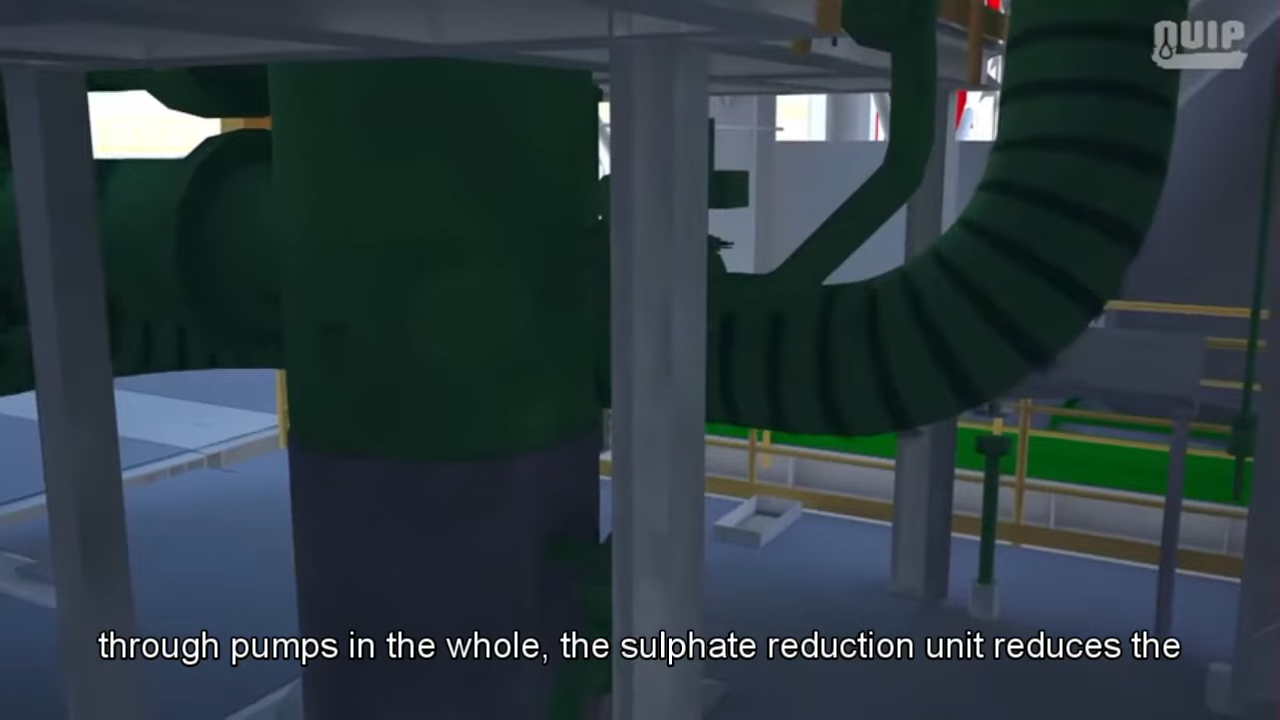 QUIP
through pumps in the whole, the sulphate reduction unit reduces the